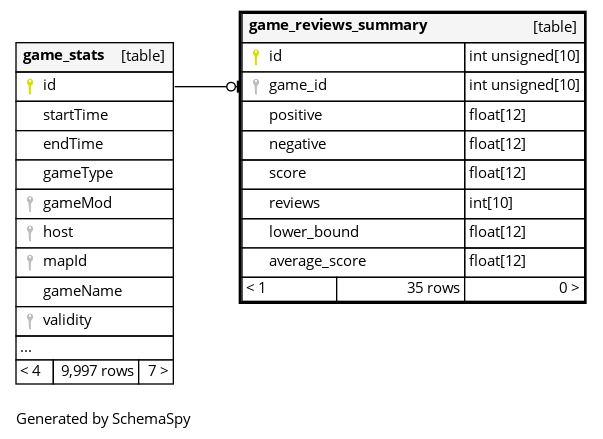 game_stats [table]
id
startTime
endTime
gameType
gameMod
host
mapId
gameName
validity
...
< 4 9,997 rows 7 >
game_reviews_summary [table]
id int unsigned[10]
game_id int unsigned[10]
positive float[12]
negative float[12]
score float[12]
reviews int[10]
lower_bound float[12]
average_score float[12]
< 1 35 rows 0 >
Generated by SchemaSpy